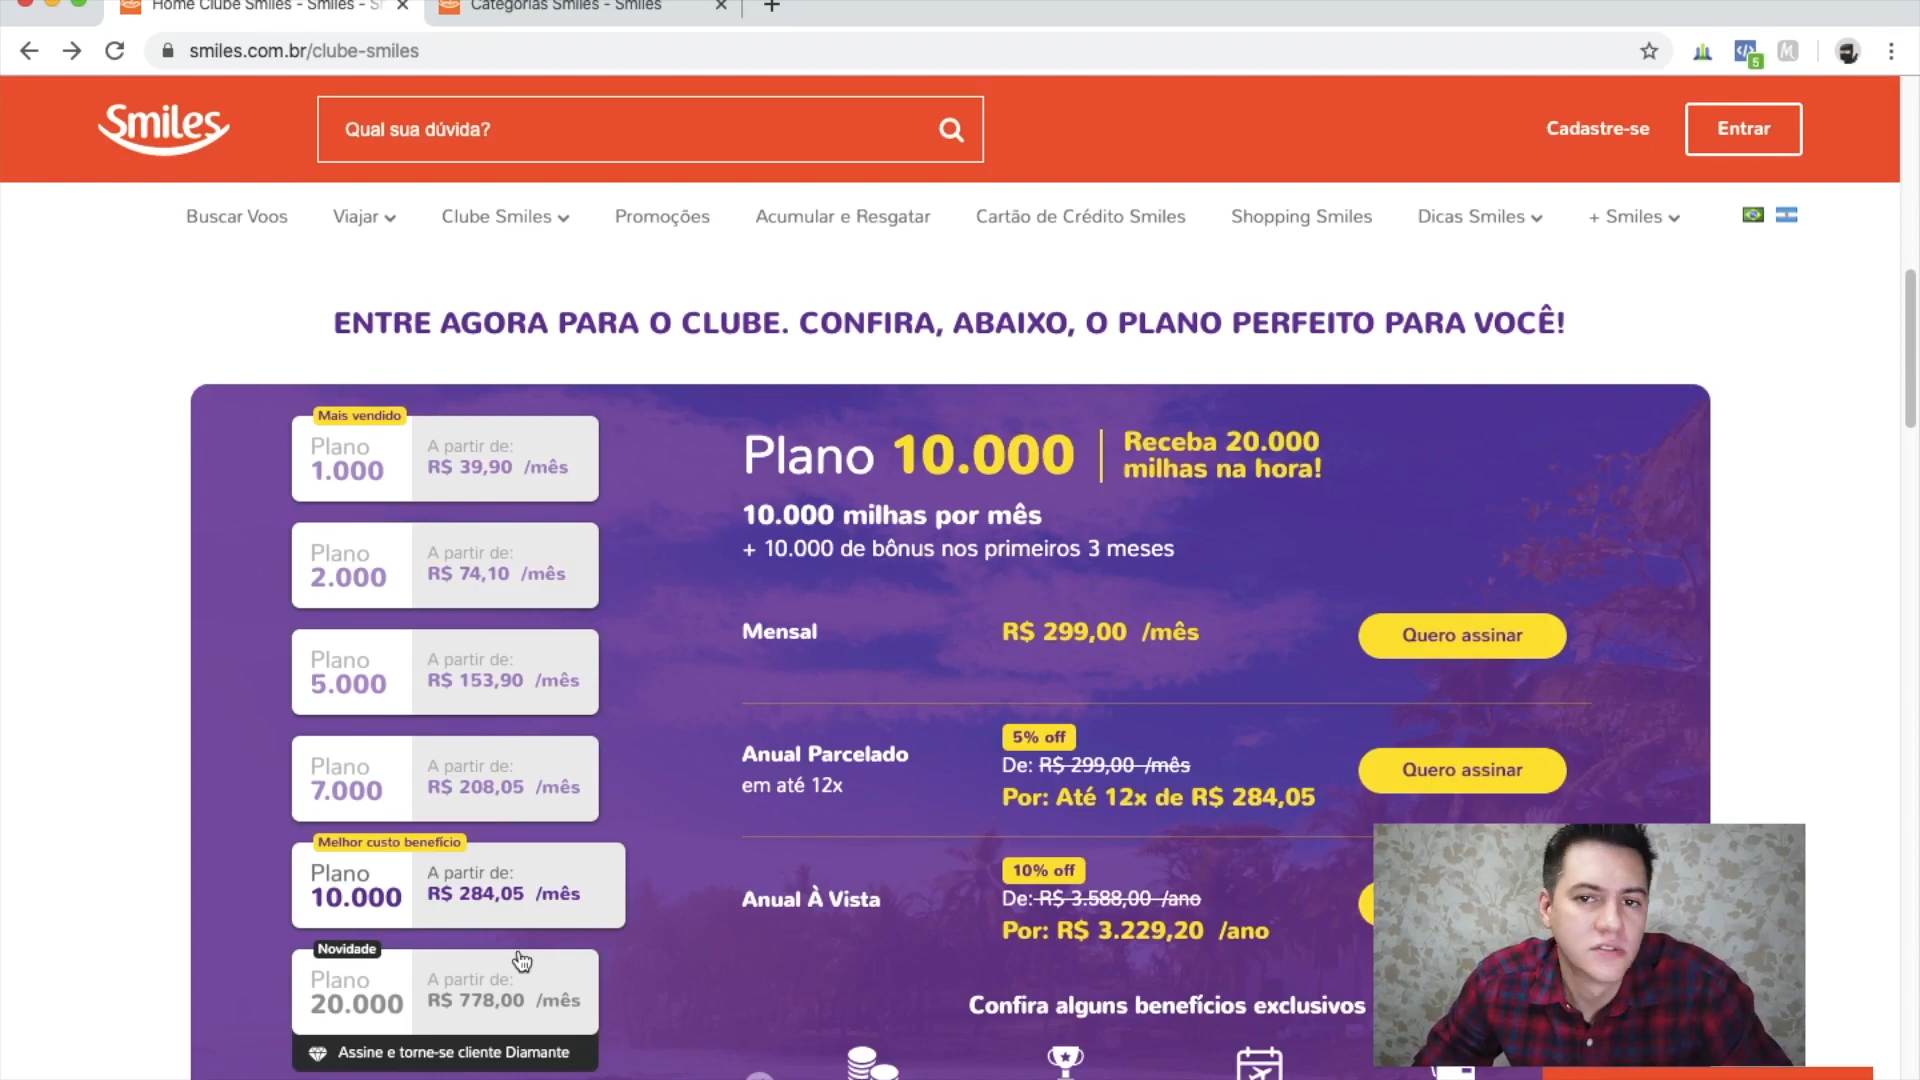 Home Clube Smiles - Smiles - S
Categorias Smiles - Smiles
smiles.com.br/clube-smiles
5
Smiles
Qual sua dúvida?
Cadastre-se
Entrar
Buscar Voos
Viajar
Clube Smiles
Promoções
Acumular e Resgatar
Cartão de Crédito Smiles
Shopping Smiles
Dicas Smiles
+ Smiles
ENTRE AGORA PARA O CLUBE. CONFIRA, ABAIXO, O PLANO PERFEITO PARA VOCÊ!
Mais vendido
Plano
1.000
A partir de:
R$ 39,90 /mês
Plano
2.000
A partir de:
R$ 74,10 /mês
Plano
5.000
A partir de:
R$ 153,90 /mês
Plano
7.000
A partir de:
R$ 208,05 /mês
Melhor custo benefício
Plano
10.000
A partir de:
R$ 284,05 /mês
Novidade
Plano
20.000
A partir de:
R$ 778,00 /mês
Assine e torne-se cliente Diamante
Plano 10.000
Receba 20.000
milhas na hora!
10.000 milhas por mês
+ 10.000 de bônus nos primeiros 3 meses
Mensal
R$ 299,00 /mês
Quero assinar
Anual Parcelado
em até 12x
5% off
De: R$ 299,00 /mês
Por: Até 12x de R$ 284,05
Quero assinar
Anual À Vista
10% off
De: R$ 3.588,00 /ano
Por: R$ 3.229,20 /ano
Confira alguns benefícios exclusivos